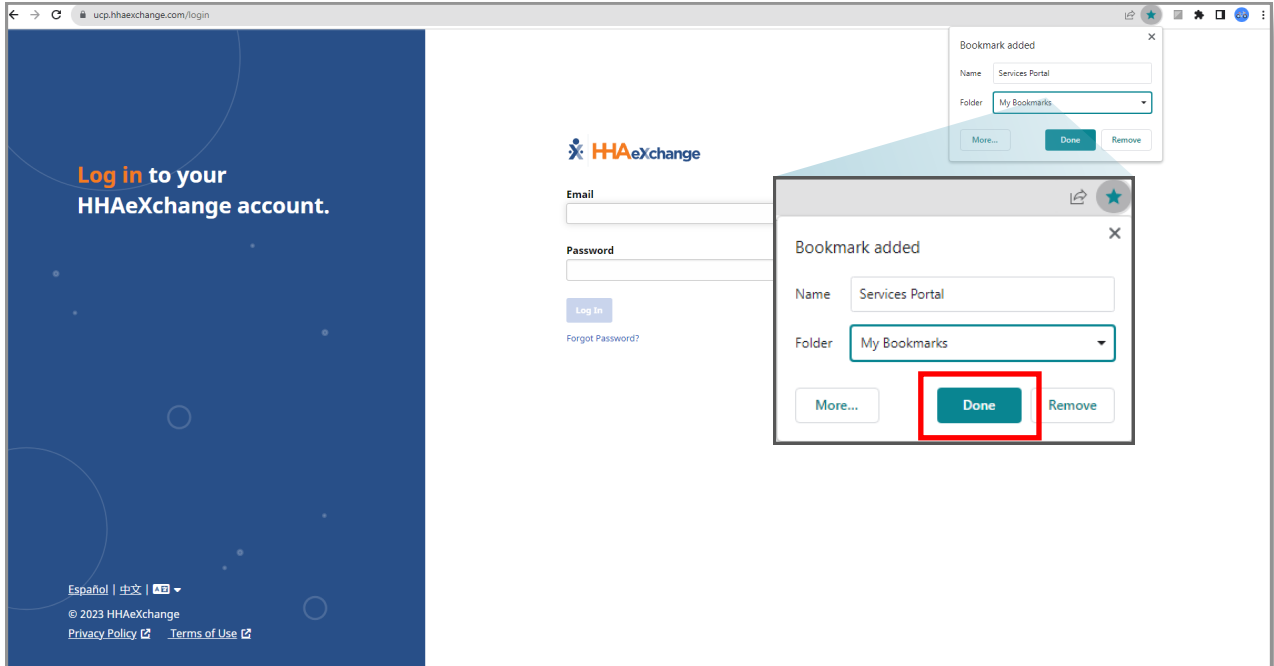 ucp.hhaexchange.com/login
Bookmark added
Name Services Portal
Folder My Bookmarks
More... Done Remove
Log in to your
HHAeXchange account.
HHAeXchange
Email
Password
Log In
Forgot Password?
Bookmark added
Name Services Portal
Folder My Bookmarks
More... Done Remove
Español | 中文 |
© 2023 HHAeXchange
Privacy Policy Terms of Use